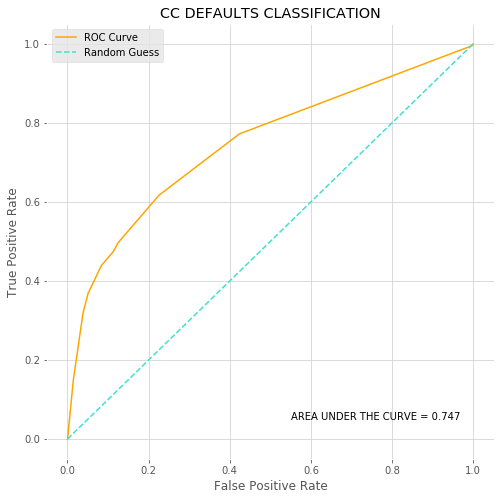 CC DEFAULTS CLASSIFICATION
ROC Curve
Random Guess
1.0
0.8
0.6
0.4
0.2
0.0
True Positive Rate
AREA UNDER THE CURVE = 0.747
0.0 0.2 0.4 0.6 0.8 1.0
False Positive Rate